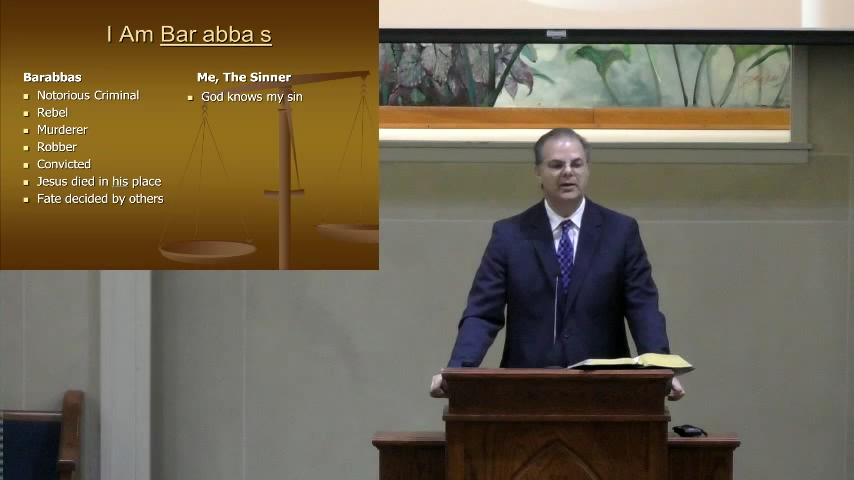 I Am Bar abba s
Barabbas
Notorious Criminal
Rebel
Murderer
Robber
Convicted
Jesus died in his place
Fate decided by others
Me, The Sinner
God knows my sin